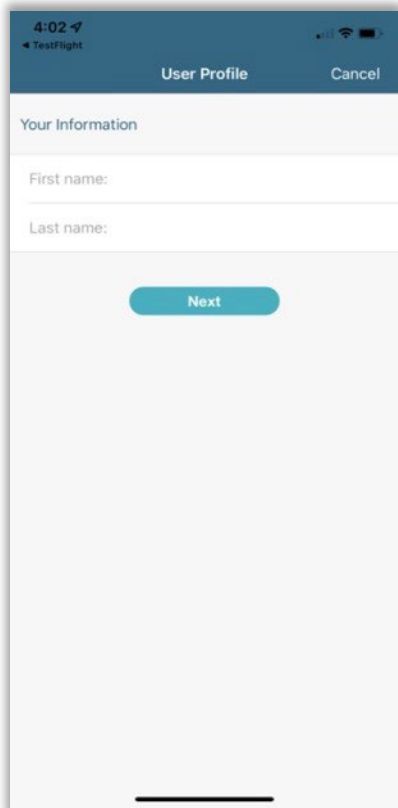 4:02
◀ TestFlight
User Profile
Cancel
Your Information
First name:
Last name:
Next